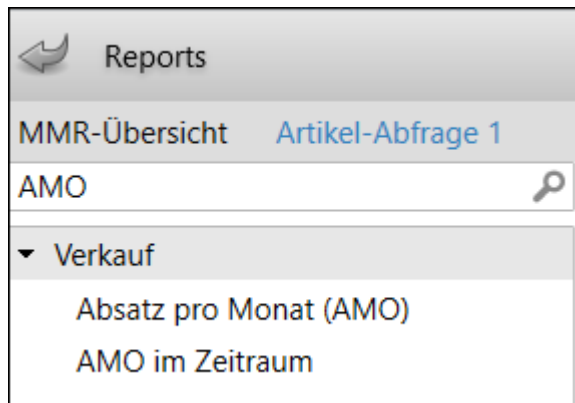 Reports
MMR-Übersicht Artikel-Abfrage 1
AMO
Verkauf
Absatz pro Monat (AMO)
AMO im Zeitraum